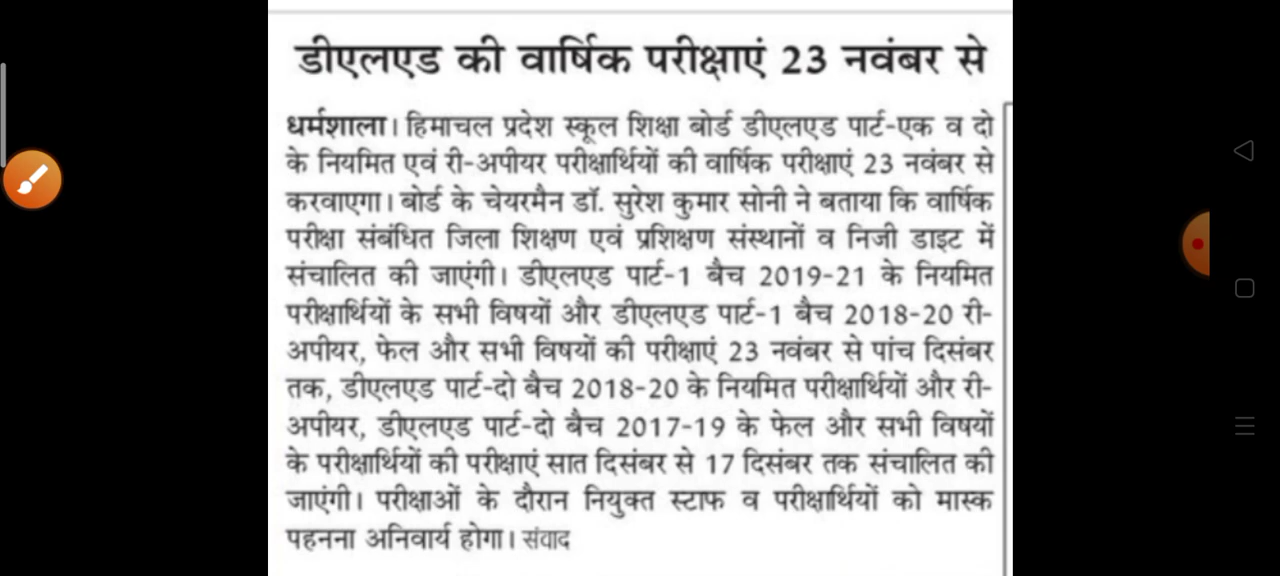 डीएलएड की वार्षिक परीक्षाएं 23 नवंबर से
धर्मशाला। हिमाचल प्रदेश स्कूल शिक्षा बोर्ड डीएलएड पार्ट-एक व दो
के नियमित एवं री-अपीयर परीक्षार्थियों की वार्षिक परीक्षाएं 23 नवंबर से
करवाएगा। बोर्ड के चेयरमैन डॉ. सुरेश कुमार सोनी ने बताया कि वार्षिक
परीक्षा संबंधित जिला शिक्षण एवं प्रशिक्षण संस्थानों व निजी डाइट में
संचालित की जाएंगी। डीएलएड पार्ट-1 बैच 2019-21 के नियमित
परीक्षार्थियों के सभी विषयों और डीएलएड पार्ट-1 बैच 2018-20 री-
अपीयर, फेल और सभी विषयों की परीक्षाएं 23 नवंबर से पांच दिसंबर
तक, डीएलएड पार्ट-दो बैच 2018-20 के नियमित परीक्षार्थियों और री-
अपीयर, डीएलएड पार्ट-दो बैच 2017-19 के फेल और सभी विषयों
के परीक्षार्थियों की परीक्षाएं सात दिसंबर से 17 दिसंबर तक संचालित की
जाएंगी। परीक्षाओं के दौरान नियुक्त स्टाफ व परीक्षार्थियों को मास्क
पहनना अनिवार्य होगा। संवाद